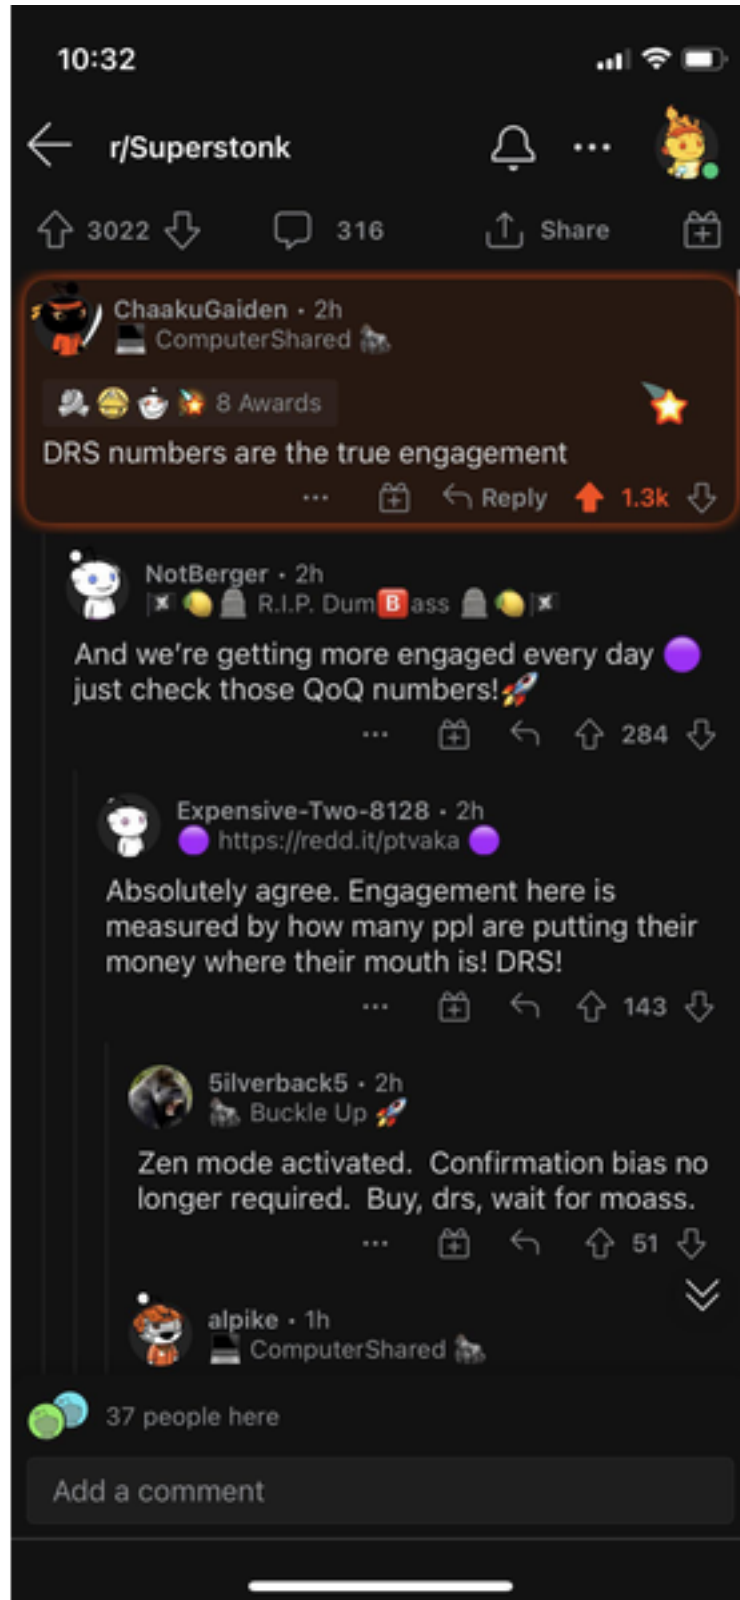 10:32
r/Superstonk
3022 316 Share
ChaakuGaiden • 2h
💻 ComputerShared 🦍
8 Awards
DRS numbers are the true engagement
Reply 1.3k
NotBerger • 2h
🏴‍☠️🍋🪦 R.I.P. Dum🅱️ass 🪦🍋🏴‍☠️
And we're getting more engaged every day 🟣
just check those QoQ numbers!🚀
284
Expensive-Two-8128 • 2h
🟣 https://redd.it/ptvaka 🟣
Absolutely agree. Engagement here is
measured by how many ppl are putting their
money where their mouth is! DRS!
143
5ilverback5 • 2h
🦍 Buckle Up 🚀
Zen mode activated.  Confirmation bias no
longer required.  Buy, drs, wait for moass.
51
alpike • 1h
💻 ComputerShared 🦍
37 people here
Add a comment